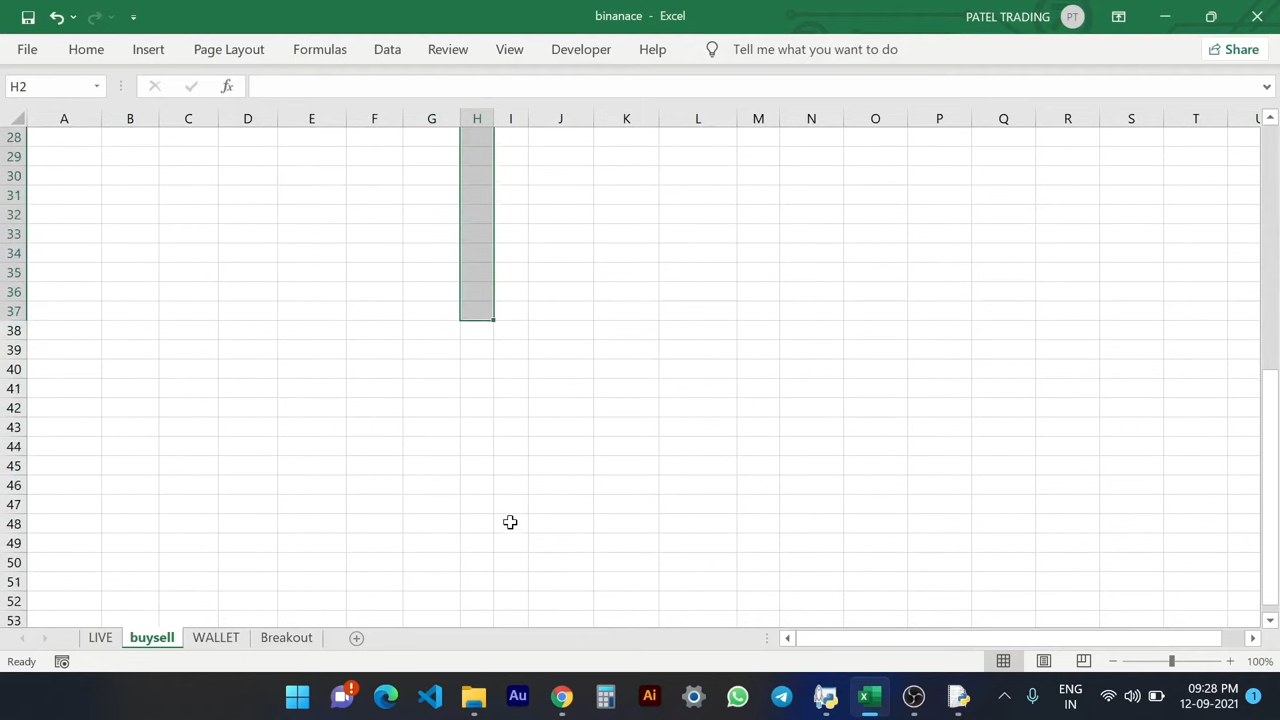 binanace - Excel
PATEL TRADING PT
File Home Insert Page Layout Formulas Data Review View Developer Help Tell me what you want to do Share
H2 fx
A B C D E F G H I J K L M N O P Q R S T U
28
29
30
31
32
33
34
35
36
37
38
39
40
41
42
43
44
45
46
47
48
49
50
51
52
53
LIVE buysell WALLET Breakout
Ready 100%
Au Ai ENG 09:28 PM 1
IN 12-09-2021